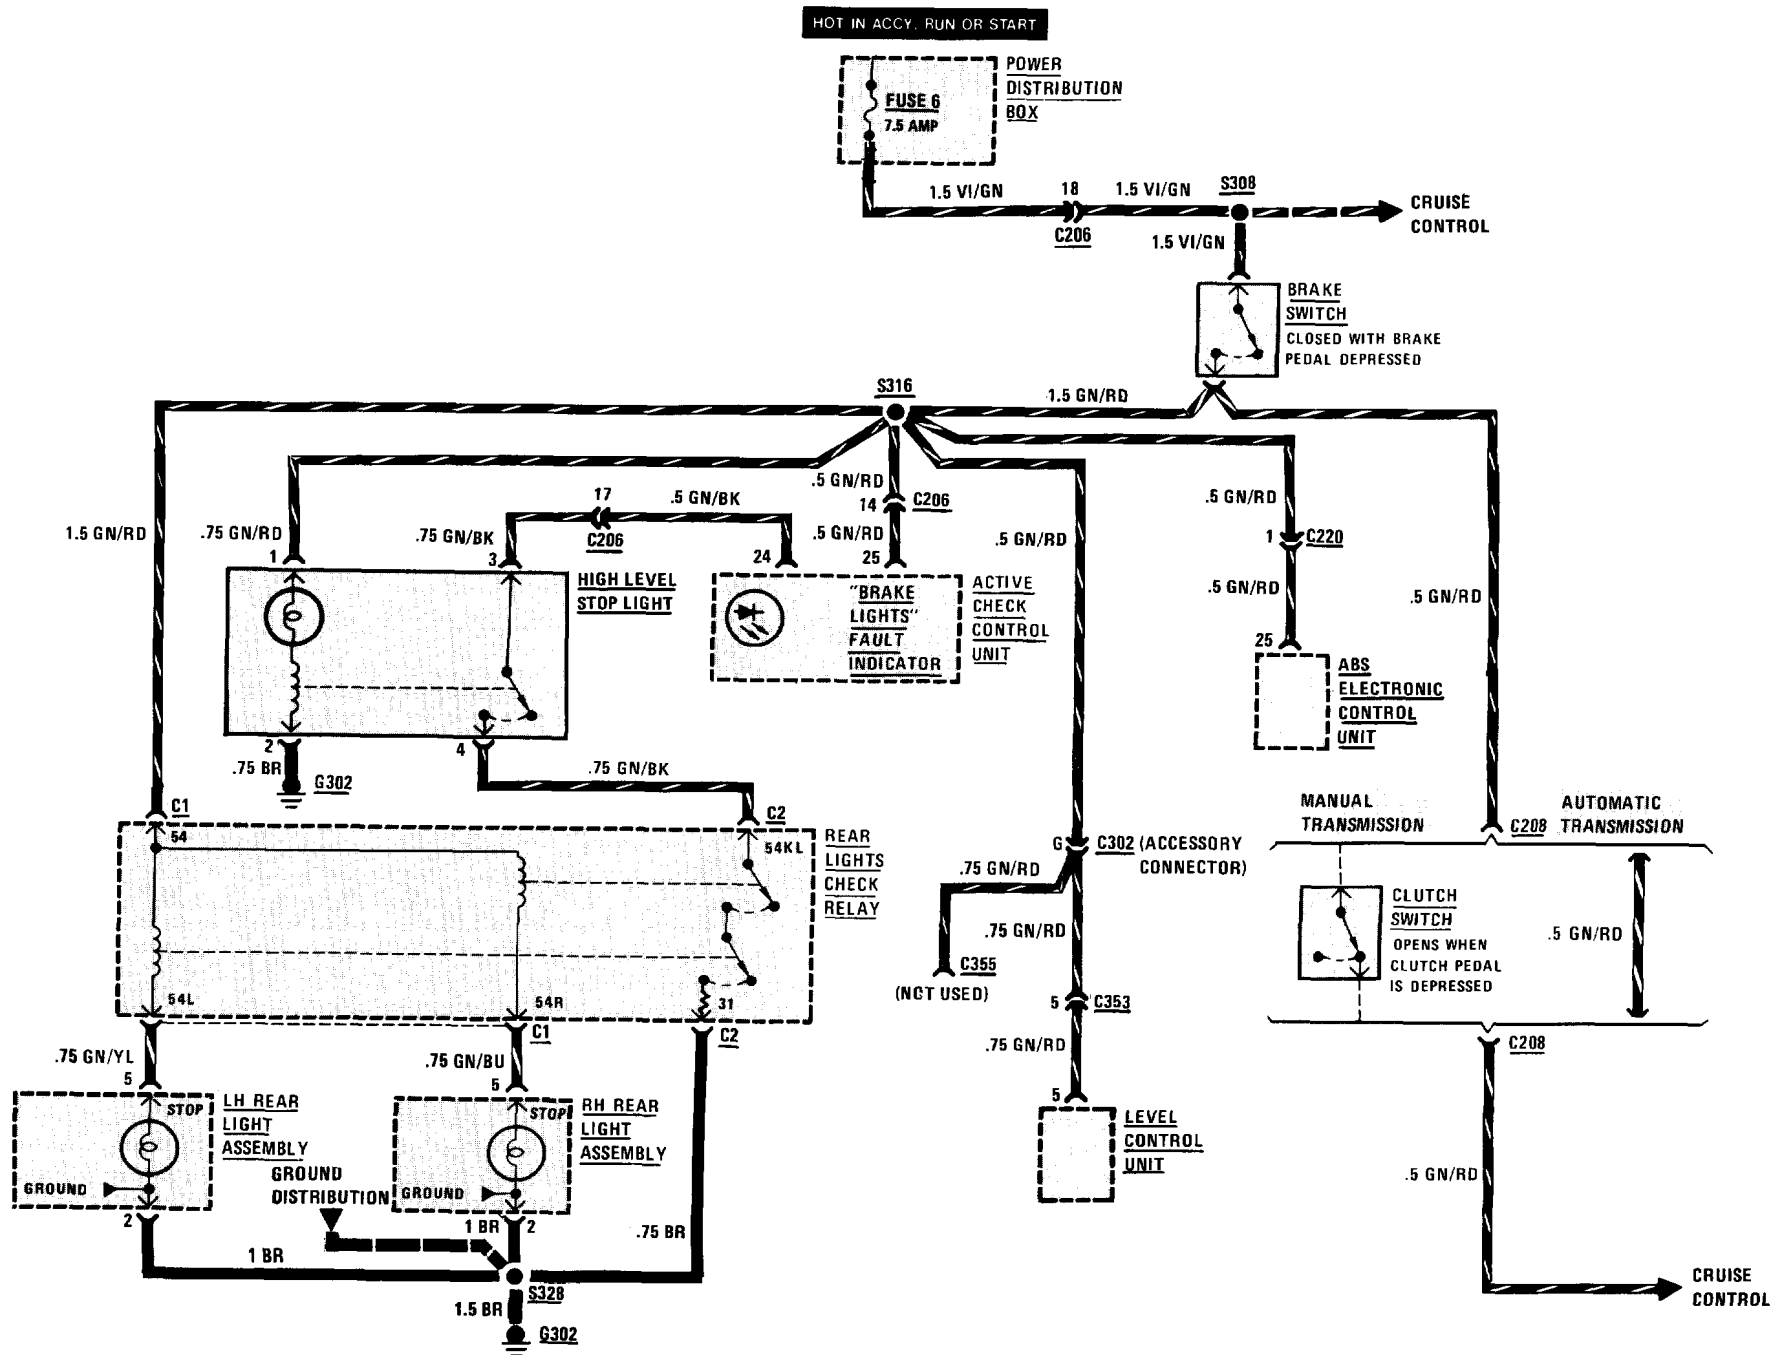 HOT IN ACCY, RUN OR START
POWER
DISTRIBUTION
BOX
FUSE 6
7.5 AMP
1.5 VI/GN
18
C206
1.5 VI/GN
S308
CRUISE
CONTROL
1.5 VI/GN
BRAKE
SWITCH
CLOSED WITH BRAKE
PEDAL DEPRESSED
S316
1.5 GN/RD
1.5 GN/RD
.75 GN/RD
1
.75 GN/BK
3
17
C206
.5 GN/BK
24
.5 GN/RD
14
C206
.5 GN/RD
25
.5 GN/RD
.5 GN/RD
1
C220
.5 GN/RD
25
.5 GN/RD
HIGH LEVEL
STOP LIGHT
"BRAKE
LIGHTS"
FAULT
INDICATOR
ACTIVE
CHECK
CONTROL
UNIT
ABS
ELECTRONIC
CONTROL
UNIT
2
.75 BR
G302
4
.75 GN/BK
C1
54
C2
54KL
REAR
LIGHTS
CHECK
RELAY
G
C302 (ACCESSORY
CONNECTOR)
.75 GN/RD
C355
(NOT USED)
.75 GN/RD
5
C353
.75 GN/RD
5
LEVEL
CONTROL
UNIT
MANUAL
TRANSMISSION
C208
AUTOMATIC
TRANSMISSION
CLUTCH
SWITCH
OPENS WHEN
CLUTCH PEDAL
IS DEPRESSED
.5 GN/RD
C208
.5 GN/RD
CRUISE
CONTROL
54L
54R
31
C1
C2
.75 GN/YL
5
.75 GN/BU
5
STOP
LH REAR
LIGHT
ASSEMBLY
GROUND
2
STOP
RH REAR
LIGHT
ASSEMBLY
GROUND
GROUND
DISTRIBUTION
1 BR
2
.75 BR
1 BR
S328
1.5 BR
G302